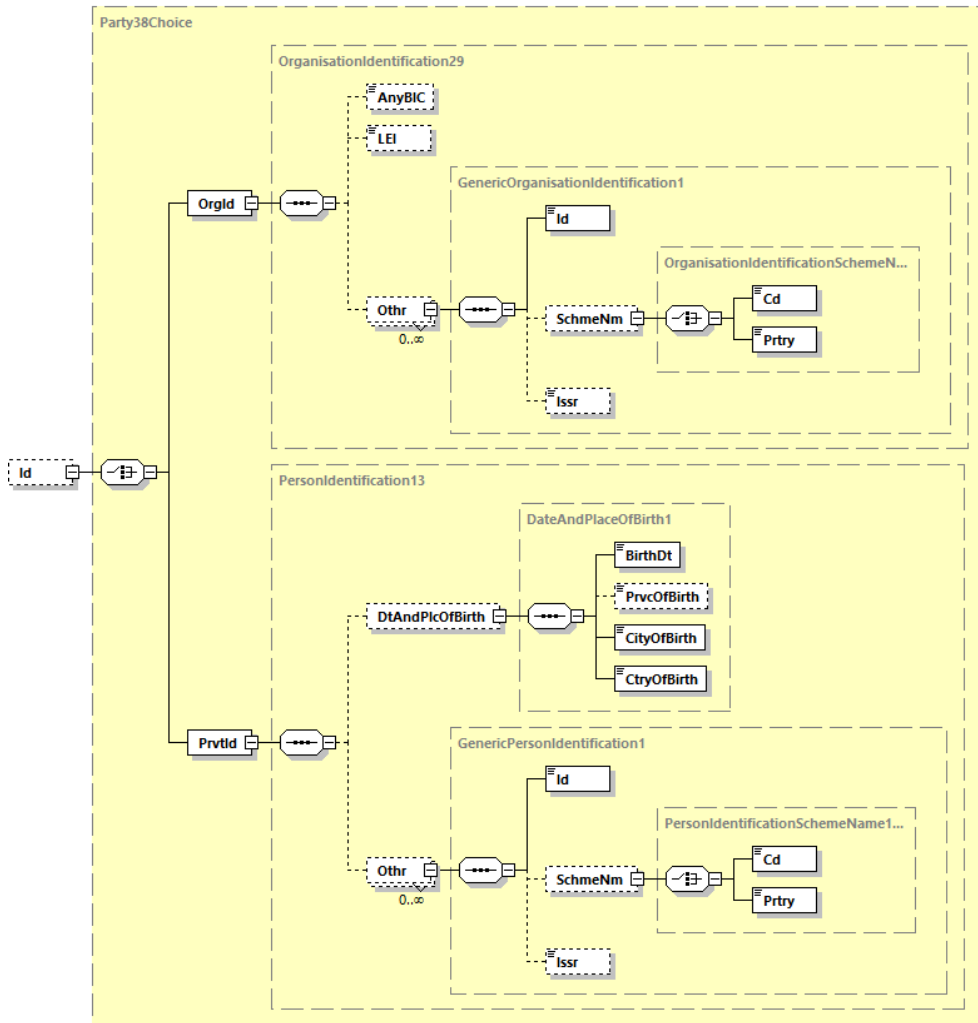 Party38Choice
OrganisationIdentification29
AnyBIC
LEI
GenericOrganisationIdentification1
OrgId
Id
OrganisationIdentificationSchemeN...
Cd
Othr
SchmeNm
0..∞
Prtry
Issr
Id
PersonIdentification13
DateAndPlaceOfBirth1
BirthDt
PrvcOfBirth
DtAndPlcOfBirth
CityOfBirth
CtryOfBirth
PrvtId
GenericPersonIdentification1
Id
PersonIdentificationSchemeName1...
Cd
Othr
SchmeNm
0..∞
Prtry
Issr